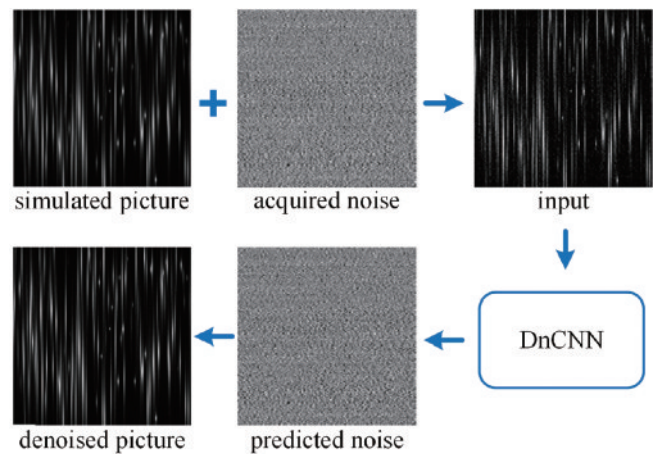 simulated picture
acquired noise
input
DnCNN
denoised picture
predicted noise